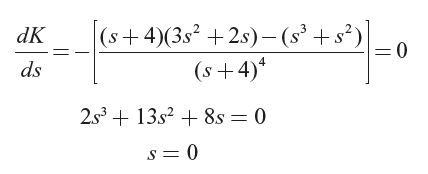 dK/ds = −[((s + 4)(3s² + 2s) − (s³ + s²))/(s + 4)⁴] = 0
2s³ + 13s² + 8s = 0
s = 0